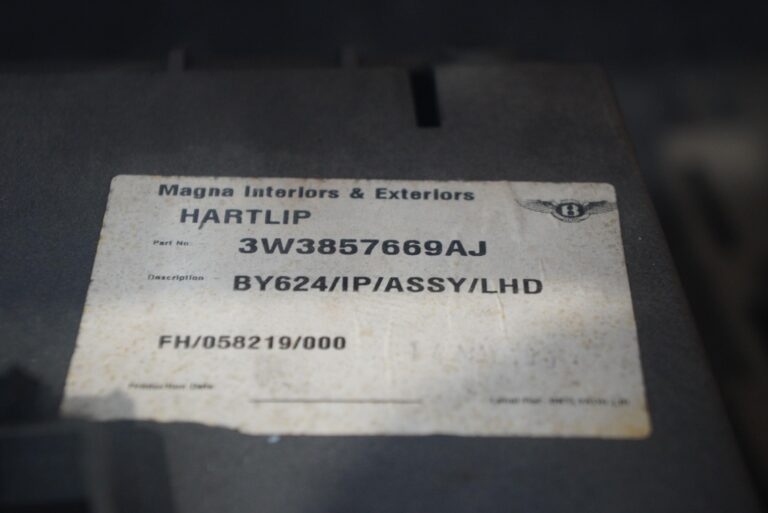 Magna Interiors & Exteriors
HARTLIP
B
Part No
3W3857669AJ
Description
BY624/IP/ASSY/LHD
FH/058219/000
Production Date